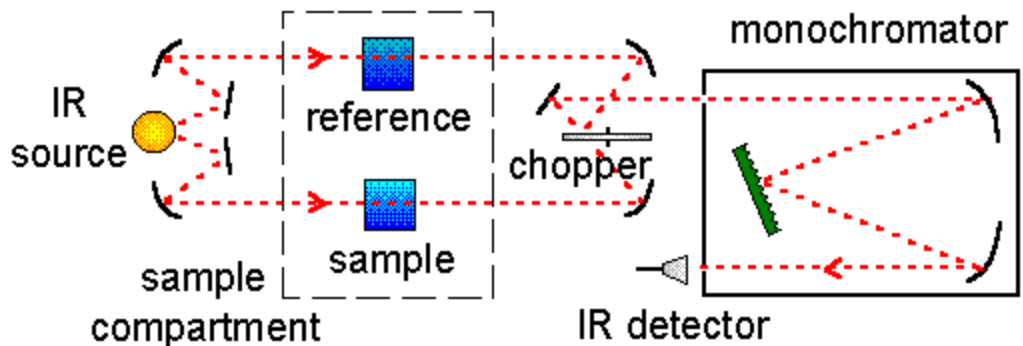 monochromator
IR
source
reference
chopper
sample
sample
compartment
IR detector